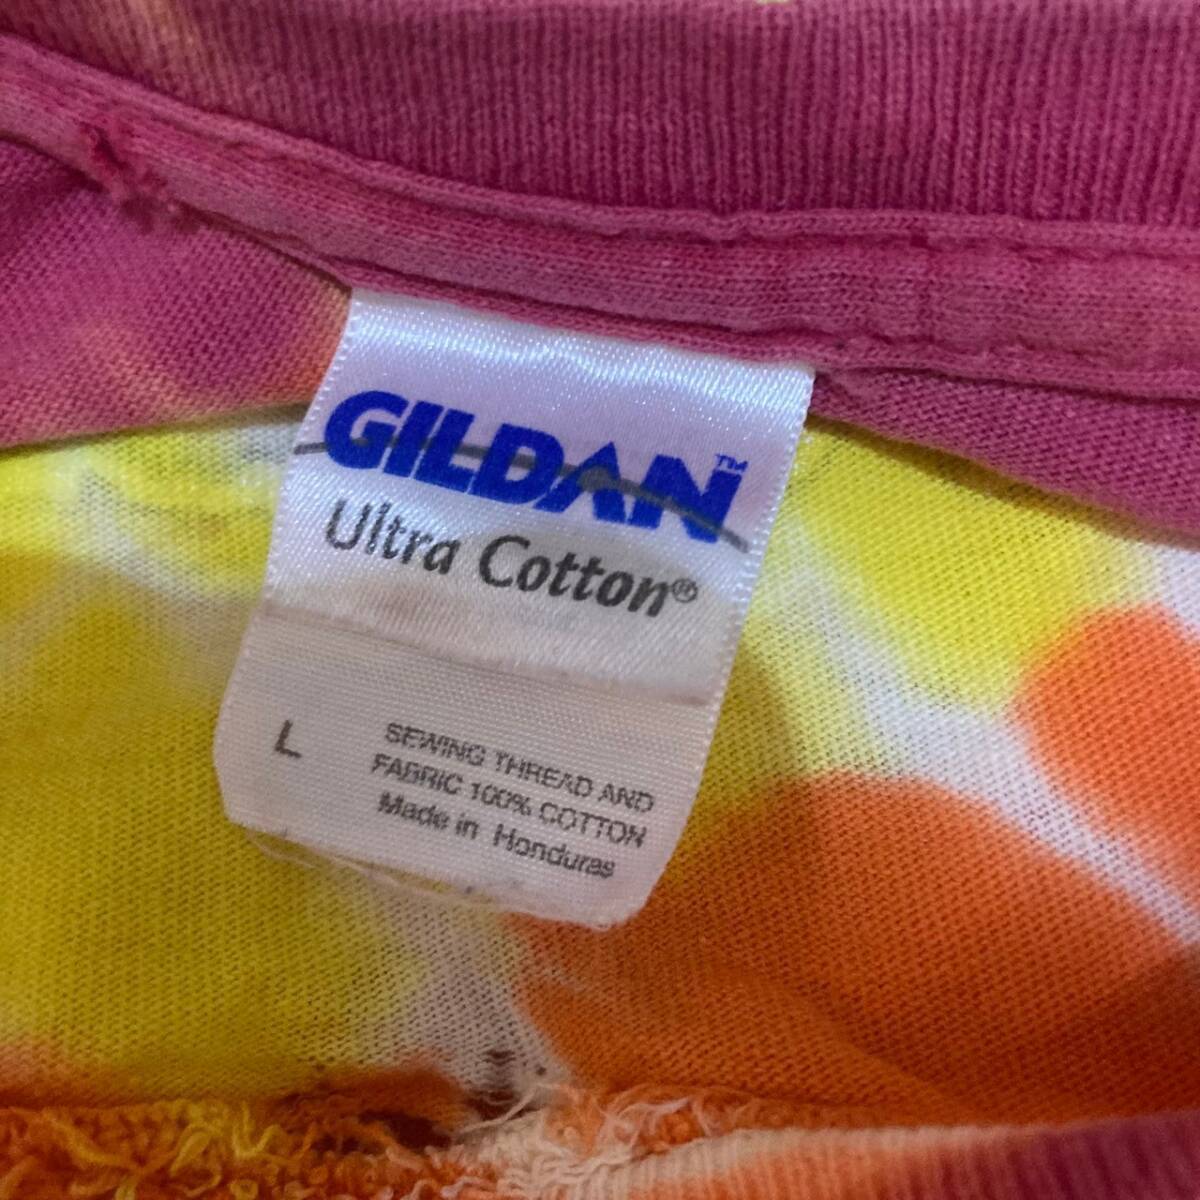 GILDAN™
Ultra Cotton®
L
SEWING THREAD AND
FABRIC 100% COTTON
Made in Honduras